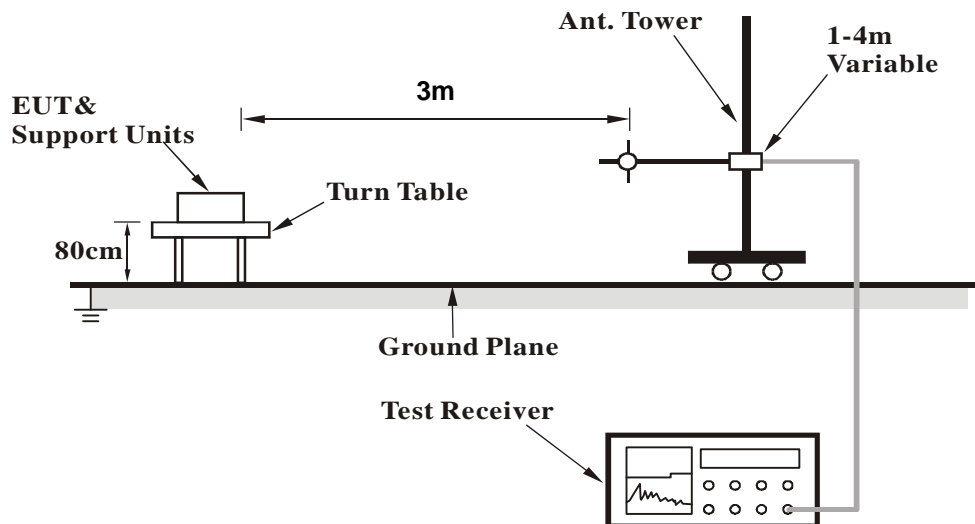 Ant. Tower
1-4m
Variable
3m
EUT&
Support Units
Turn Table
80cm
Ground Plane
Test Receiver